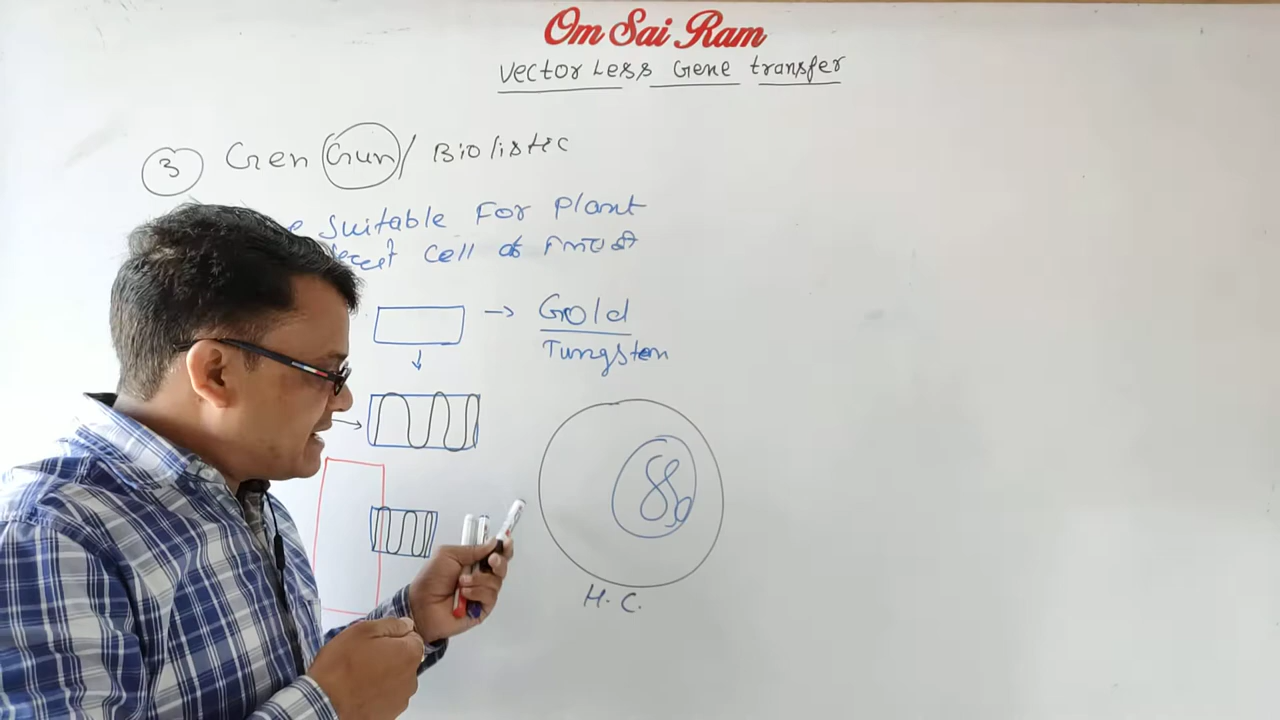 Om Sai Ram
Vector Less Gene transfer
3 Gen Gun / Biolistic
Suitable For Plant
Cell
→ Gold
Tungsten
H. C.